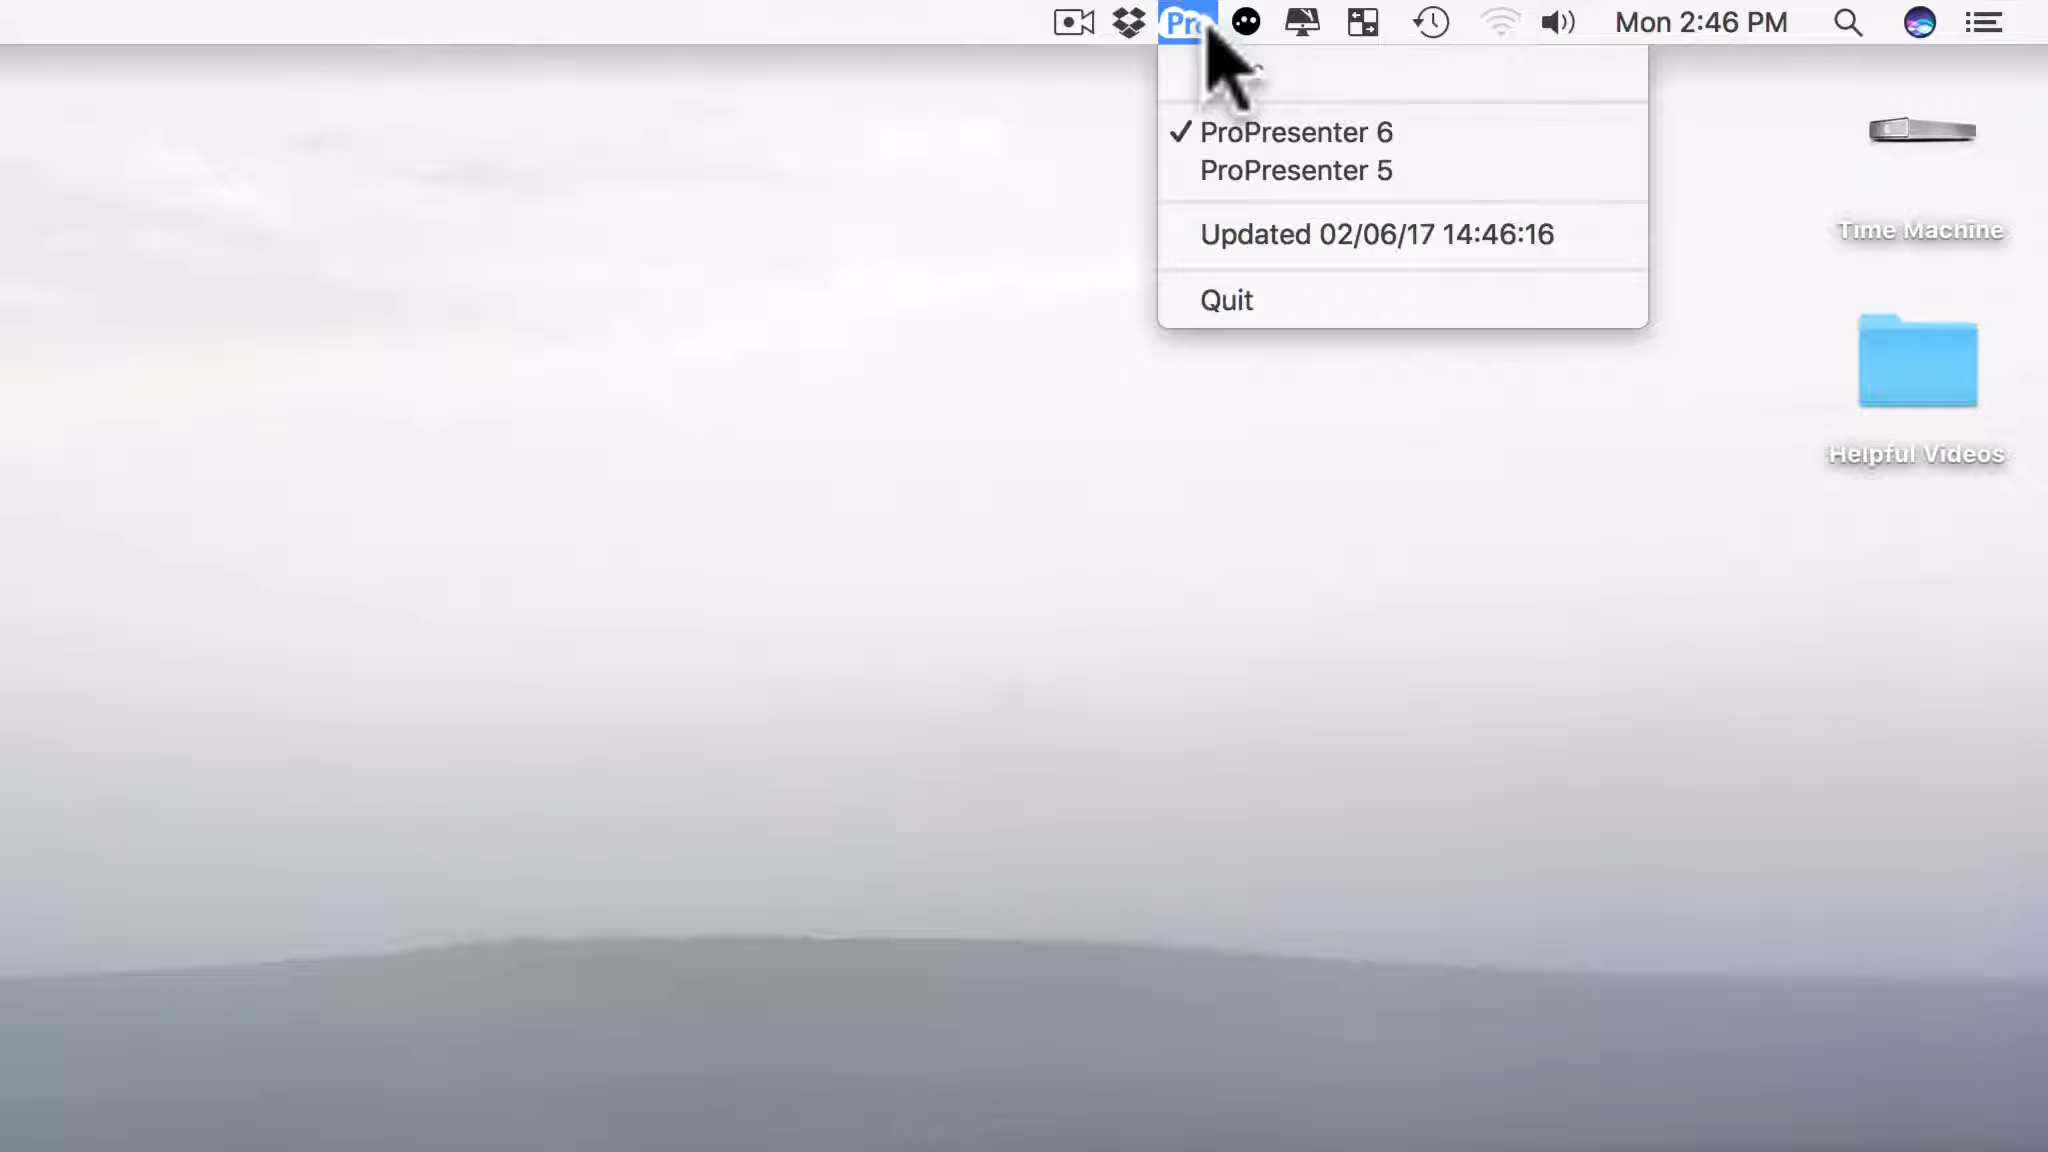 Mon 2:46 PM
ProPresenter 6
ProPresenter 5
Updated 02/06/17 14:46:16
Quit
Time Machine
Helpful Videos